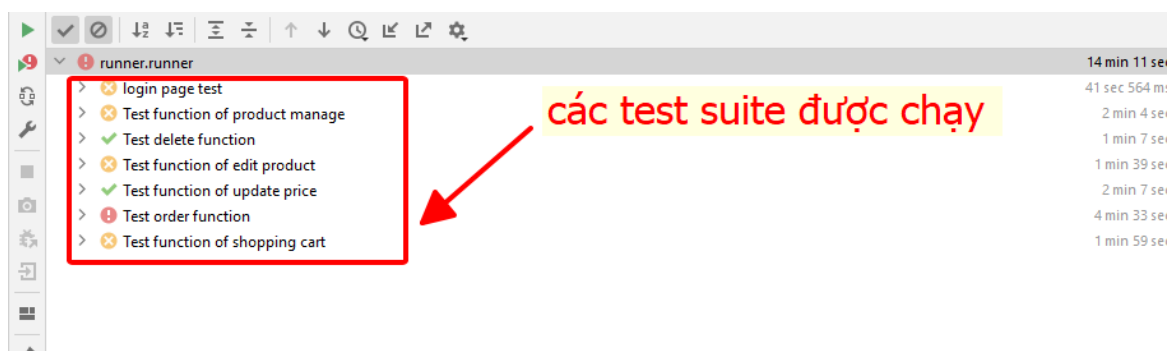 runner.runner 14 min 11 sec
login page test 41 sec 564 ms
Test function of product manage 2 min 4 sec
Test delete function 1 min 7 sec
Test function of edit product 1 min 39 sec
Test function of update price 2 min 7 sec
Test order function 4 min 33 sec
Test function of shopping cart 1 min 59 sec
các test suite được chạy